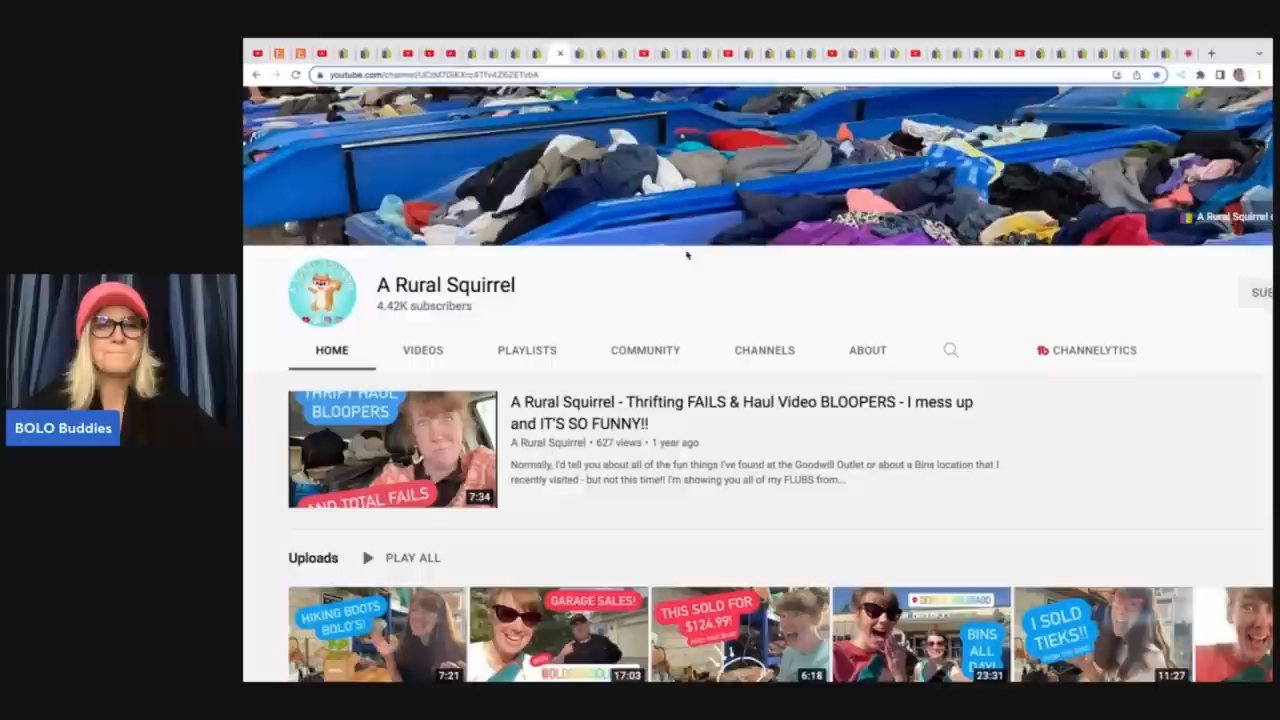 A Rural Squirrel
A Rural Squirrel
4.42K subscribers
HOME
VIDEOS
PLAYLISTS
COMMUNITY
CHANNELS
ABOUT
CHANNELYTICS
THRIFT HAUL
BLOOPERS
AND TOTAL FAILS
7:34
A Rural Squirrel - Thrifting FAILS & Haul Video BLOOPERS - I mess up
and IT'S SO FUNNY!!
A Rural Squirrel • 627 views • 1 year ago
Normally, I'd tell you about all of the fun things I've found at the Goodwill Outlet or about a Bins location that I
recently visited - but not this time!! I'm showing you all of my FLUBS from...
BOLO Buddies
Uploads
PLAY ALL
HIKING BOOTS
BOLO'S!
7:21
GARAGE SALES!
17:03
THIS SOLD FOR
$124.99!
6:18
BINS
ALL
DAY!
23:31
I SOLD
TIEKS!!
11:27